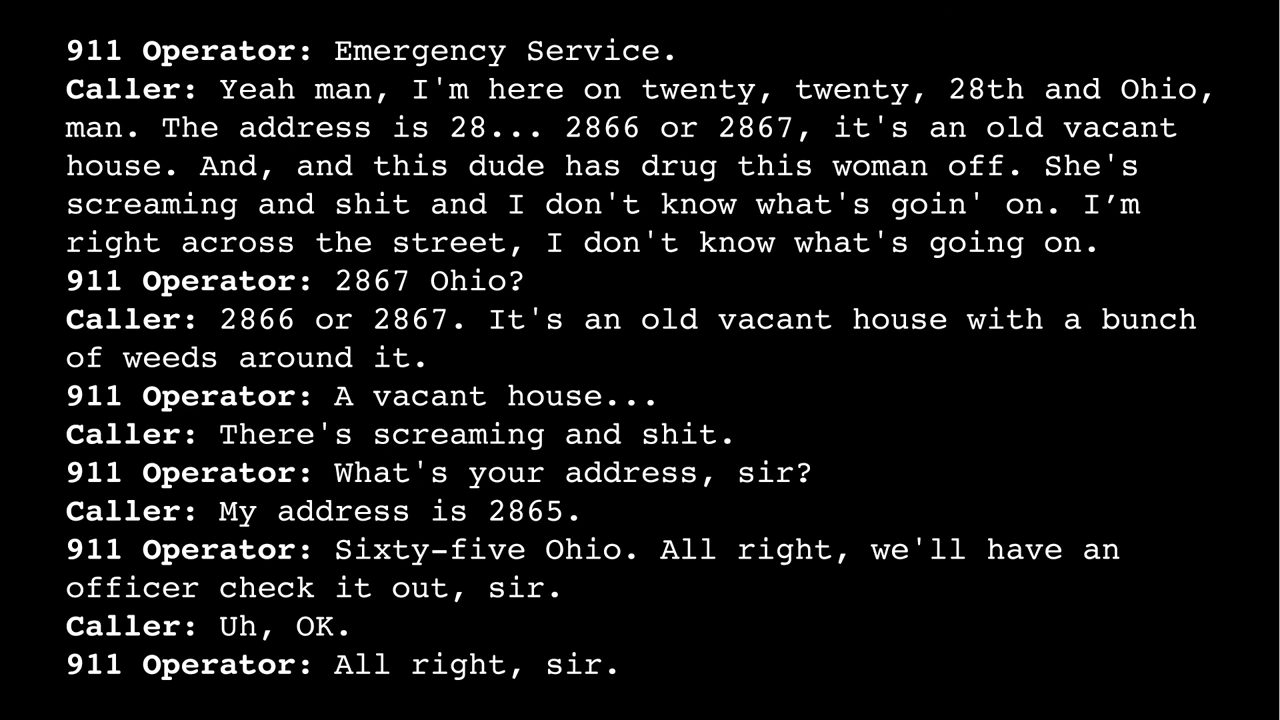 911 Operator: Emergency Service.
Caller: Yeah man, I'm here on twenty, twenty, 28th and Ohio,
man. The address is 28... 2866 or 2867, it's an old vacant
house. And, and this dude has drug this woman off. She's
screaming and shit and I don't know what's goin' on. I’m
right across the street, I don't know what's going on.
911 Operator: 2867 Ohio?
Caller: 2866 or 2867. It's an old vacant house with a bunch
of weeds around it.
911 Operator: A vacant house...
Caller: There's screaming and shit.
911 Operator: What's your address, sir?
Caller: My address is 2865.
911 Operator: Sixty-five Ohio. All right, we'll have an
officer check it out, sir.
Caller: Uh, OK.
911 Operator: All right, sir.